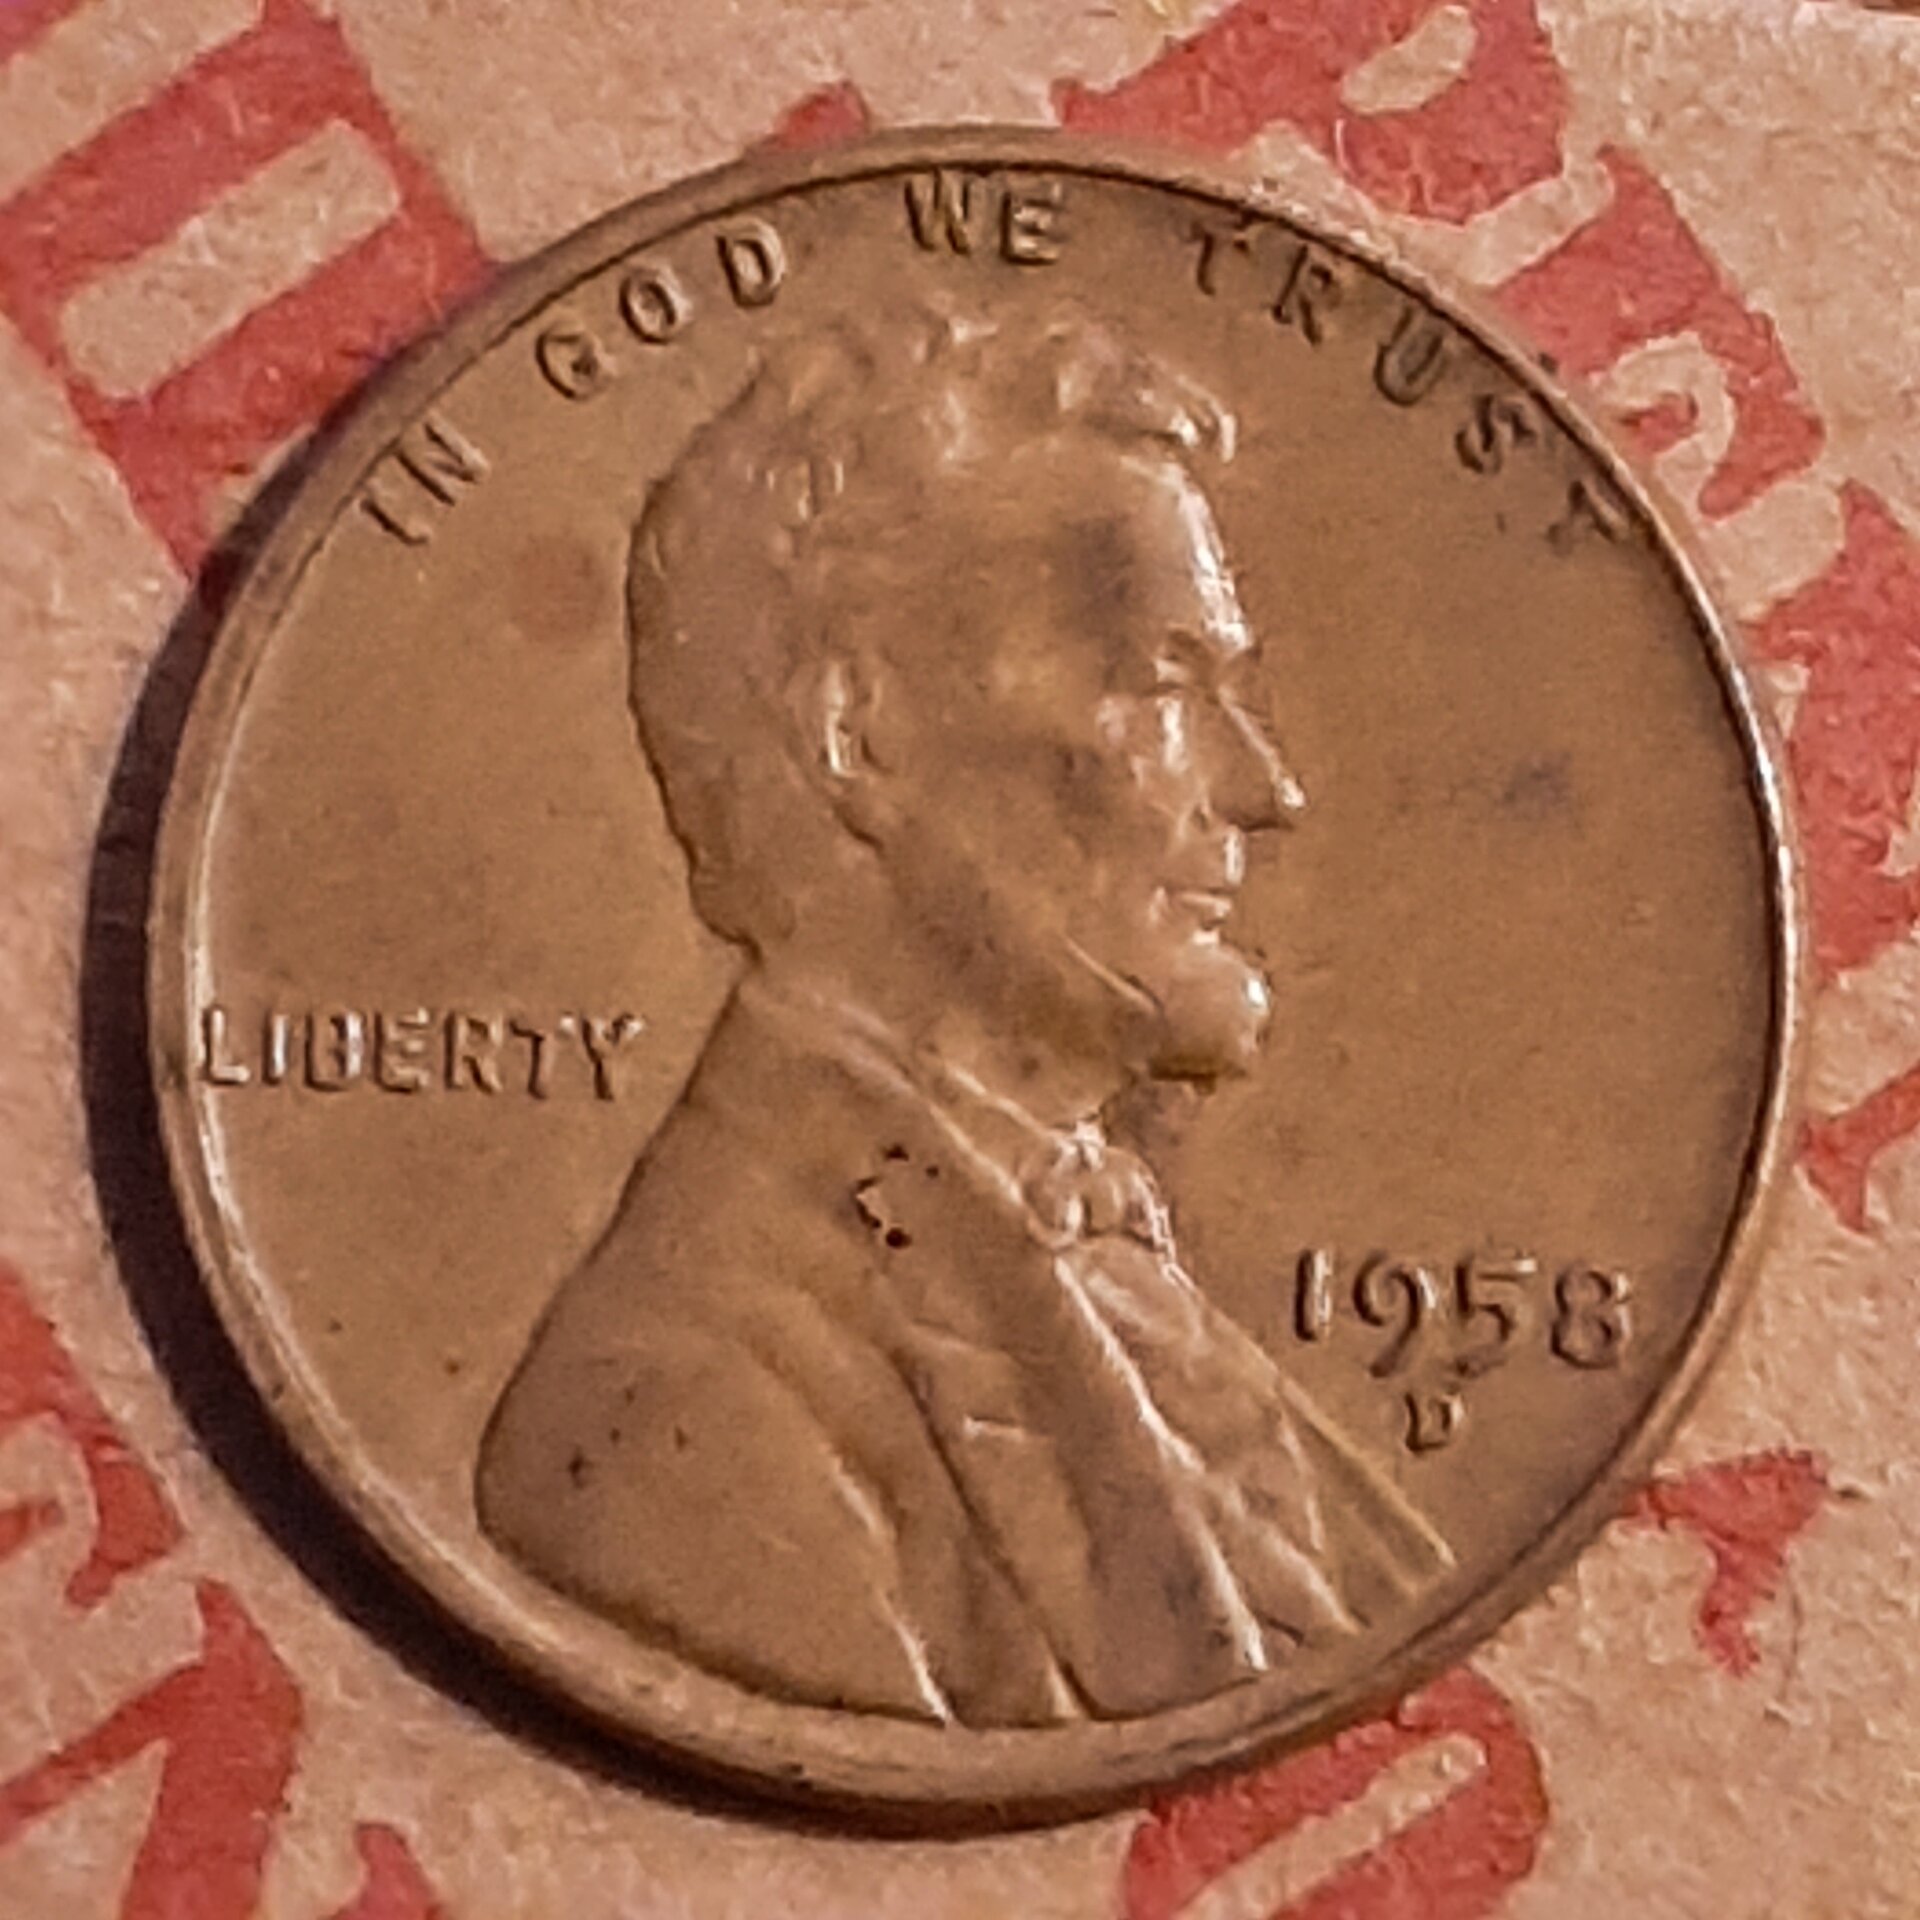 IN GOD WE TRUST
LIBERTY
1958
D